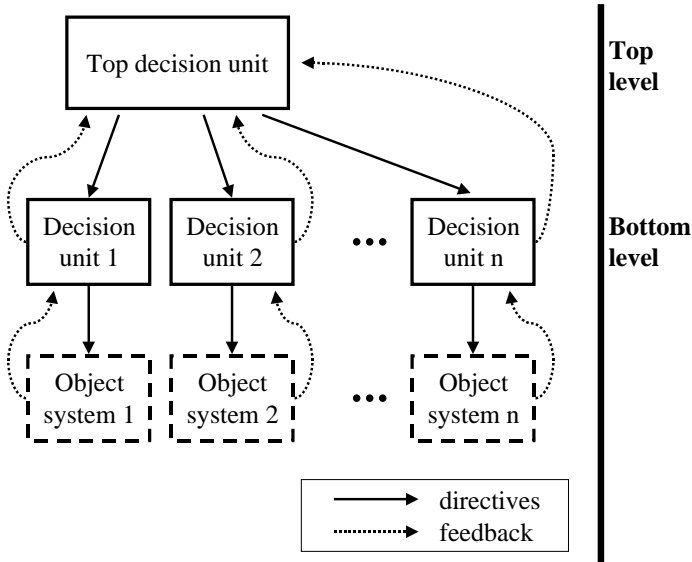 Top decision unit
Top
level
Decision
unit 1
Decision
unit 2
•••
Decision
unit n
Bottom
level
Object
system 1
Object
system 2
•••
Object
system n
directives
feedback